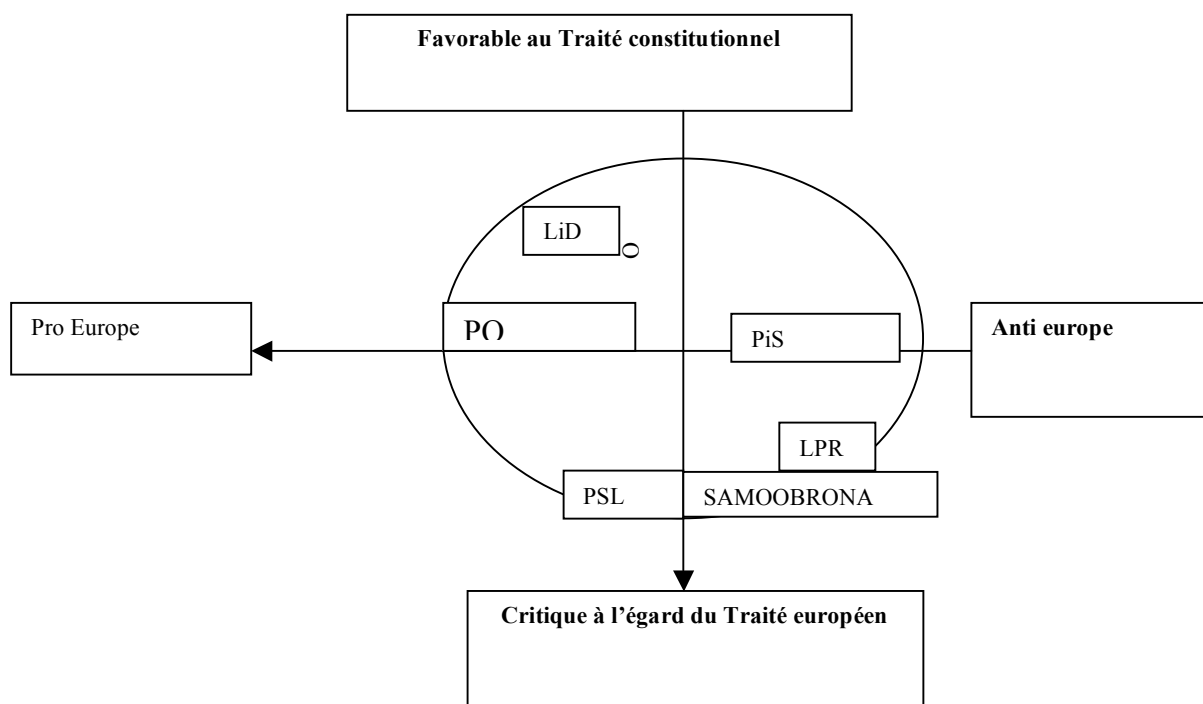 Favorable au Traité constitutionnel
LiD
O
Pro Europe
PO
PiS
Anti europe
LPR
PSL
SAMOOBRONA
Critique à l’égard du Traité européen